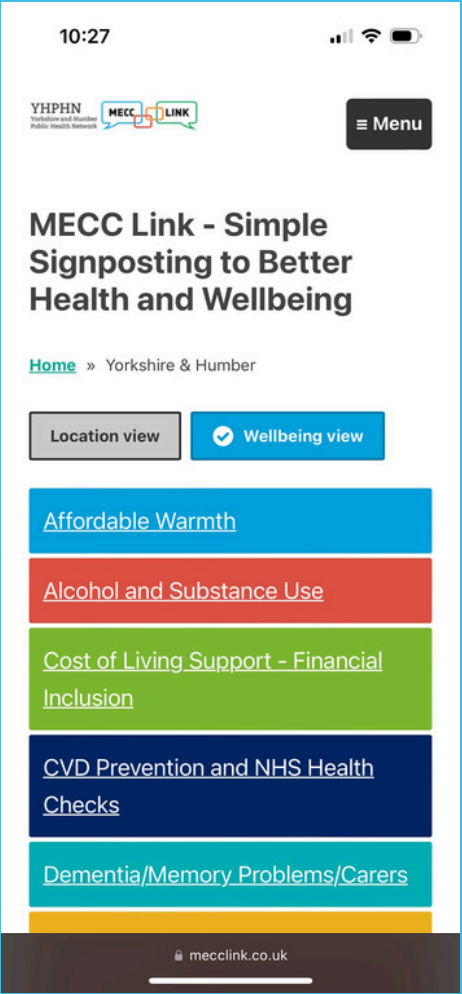 10:27
YHPHN
Yorkshire and Humber
Public Health Network
MECC LINK
≡ Menu
MECC Link - Simple
Signposting to Better
Health and Wellbeing
Home » Yorkshire & Humber
Location view
Wellbeing view
Affordable Warmth
Alcohol and Substance Use
Cost of Living Support - Financial
Inclusion
CVD Prevention and NHS Health
Checks
Dementia/Memory Problems/Carers
mecclink.co.uk